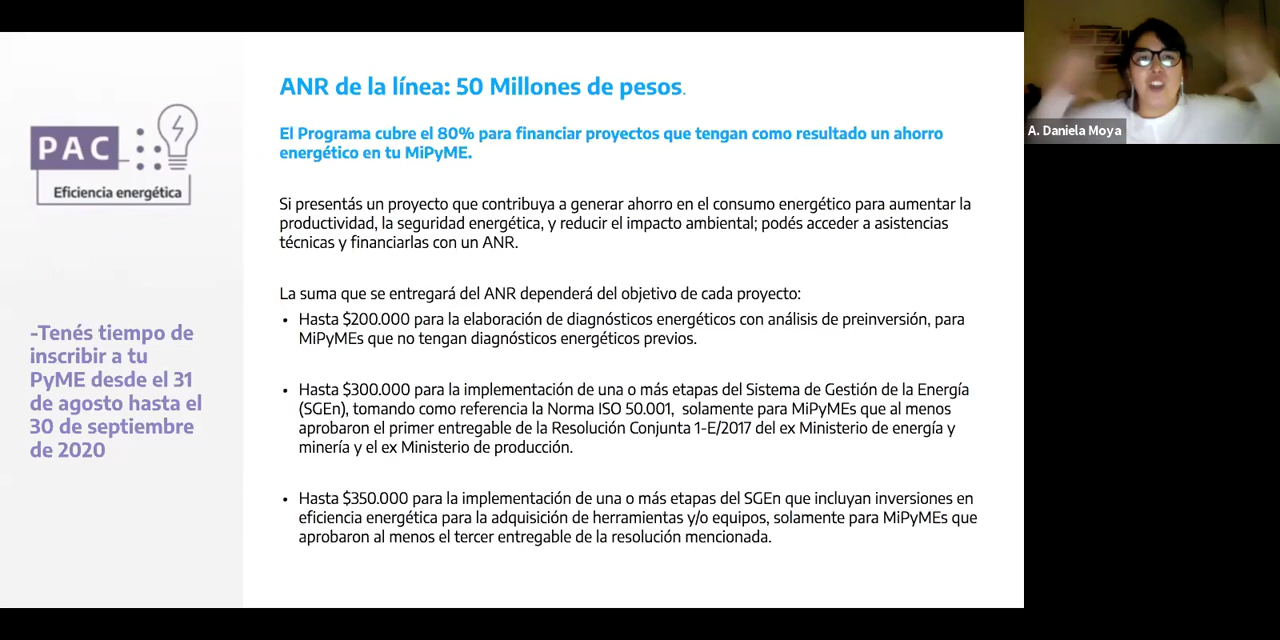 PAC
Eficiencia energética
-Tenés tiempo de
inscribir a tu
PyME desde el 31
de agosto hasta el
30 de septiembre
de 2020
ANR de la línea: 50 Millones de pesos.
El Programa cubre el 80% para financiar proyectos que tengan como resultado un ahorro
energético en tu MiPyME.
Si presentás un proyecto que contribuya a generar ahorro en el consumo energético para aumentar la
productividad, la seguridad energética, y reducir el impacto ambiental; podés acceder a asistencias
técnicas y financiarlas con un ANR.
La suma que se entregará del ANR dependerá del objetivo de cada proyecto:
• Hasta $200.000 para la elaboración de diagnósticos energéticos con análisis de preinversión, para
MiPyMEs que no tengan diagnósticos energéticos previos.
• Hasta $300.000 para la implementación de una o más etapas del Sistema de Gestión de la Energía
(SGEn), tomando como referencia la Norma ISO 50.001, solamente para MiPyMEs que al menos
aprobaron el primer entregable de la Resolución Conjunta 1-E/2017 del ex Ministerio de energía y
minería y el ex Ministerio de producción.
• Hasta $350.000 para la implementación de una o más etapas del SGEn que incluyan inversiones en
eficiencia energética para la adquisición de herramientas y/o equipos, solamente para MiPyMEs que
aprobaron al menos el tercer entregable de la resolución mencionada.
A. Daniela Moya